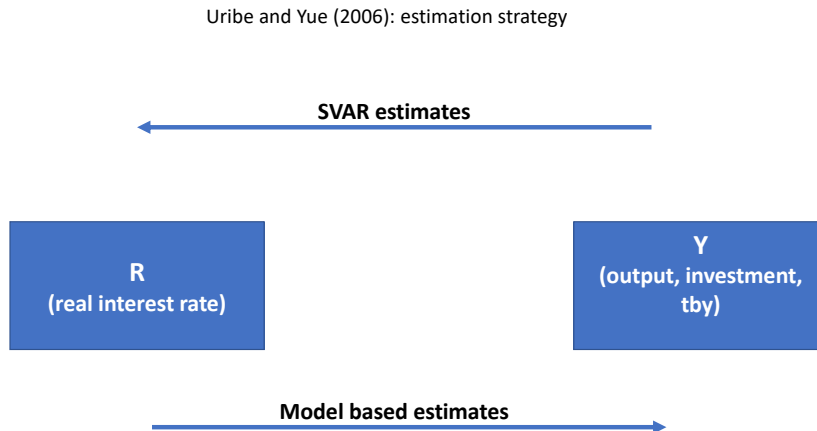 Uribe and Yue (2006): estimation strategy
SVAR estimates
R
(real interest rate)
Y
(output, investment,
tby)
Model based estimates